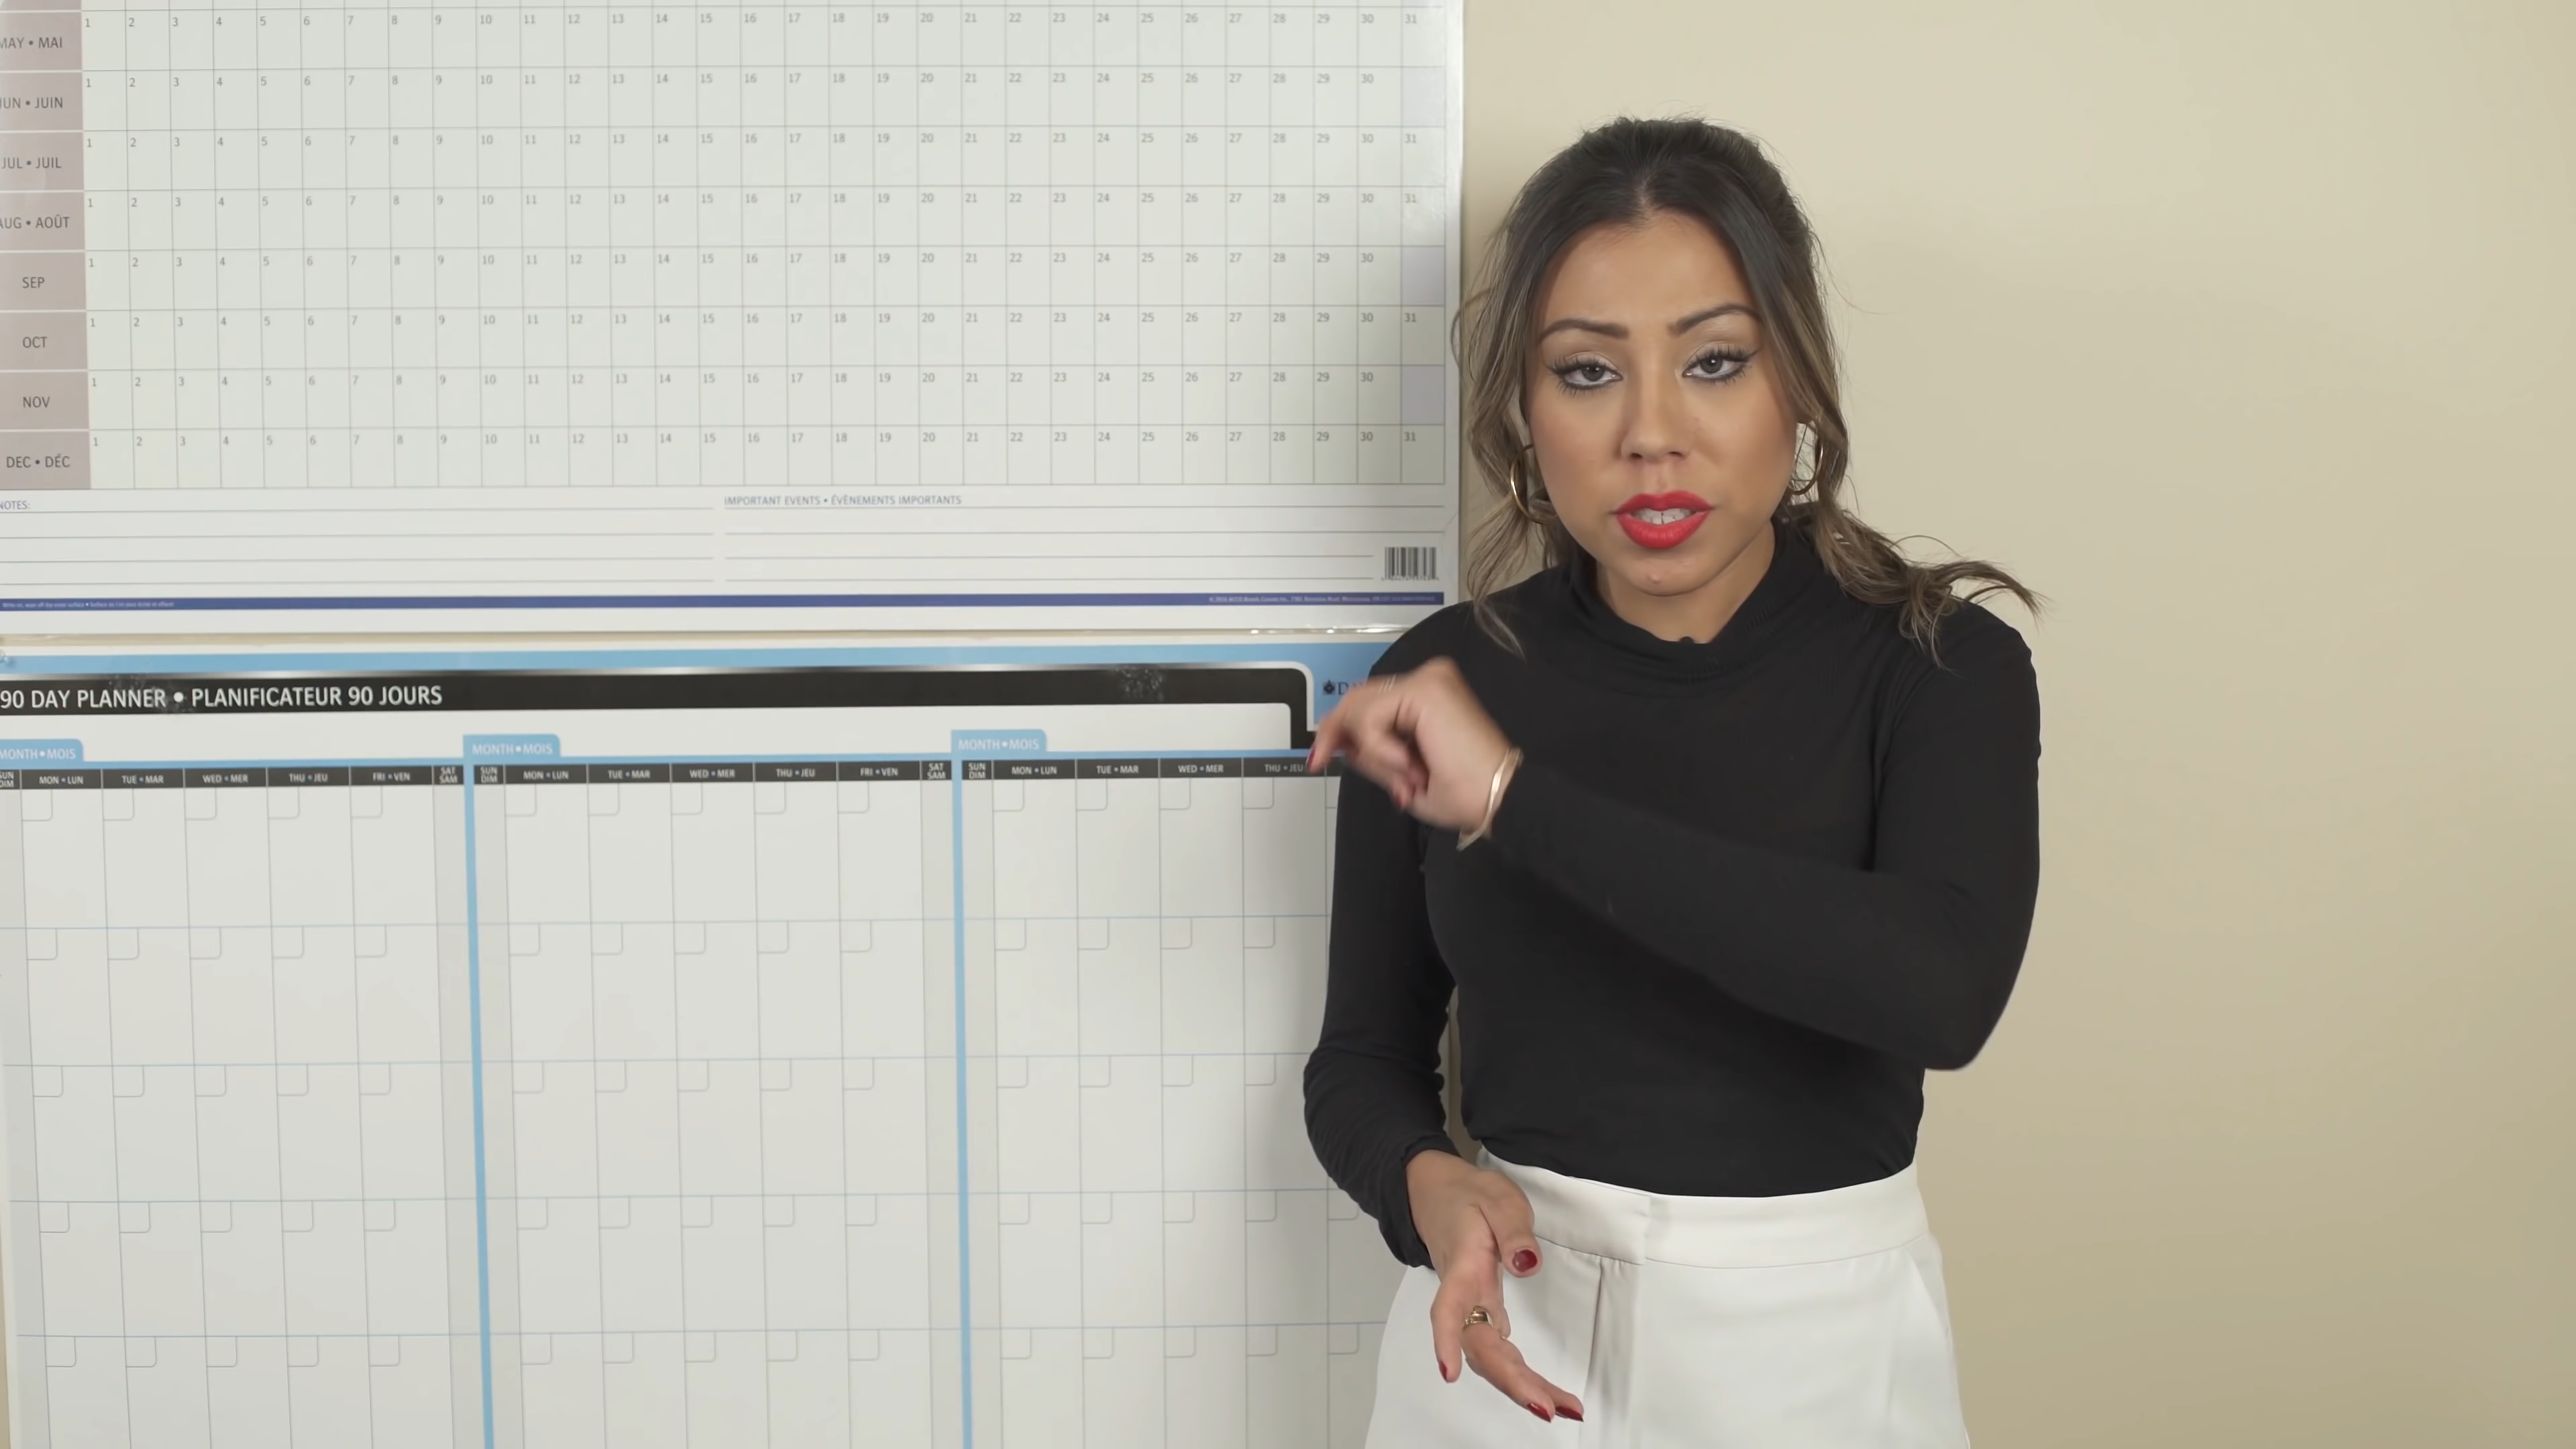 MAY • MAI 1 2 3 4 5 6 7 8 9 10 11 12 13 14 15 16 17 18 19 20 21 22 23 24 25 26 27 28 29 30 31
JUN • JUIN 1 2 3 4 5 6 7 8 9 10 11 12 13 14 15 16 17 18 19 20 21 22 23 24 25 26 27 28 29 30
JUL • JUIL 1 2 3 4 5 6 7 8 9 10 11 12 13 14 15 16 17 18 19 20 21 22 23 24 25 26 27 28 29 30 31
AUG • AOÛT 1 2 3 4 5 6 7 8 9 10 11 12 13 14 15 16 17 18 19 20 21 22 23 24 25 26 27 28 29 30 31
SEP 1 2 3 4 5 6 7 8 9 10 11 12 13 14 15 16 17 18 19 20 21 22 23 24 25 26 27 28 29 30
OCT 1 2 3 4 5 6 7 8 9 10 11 12 13 14 15 16 17 18 19 20 21 22 23 24 25 26 27 28 29 30 31
NOV 1 2 3 4 5 6 7 8 9 10 11 12 13 14 15 16 17 18 19 20 21 22 23 24 25 26 27 28 29 30
DEC • DÉC 1 2 3 4 5 6 7 8 9 10 11 12 13 14 15 16 17 18 19 20 21 22 23 24 25 26 27 28 29 30 31
NOTES: IMPORTANT EVENTS • ÉVÈNEMENTS IMPORTANTS
90 DAY PLANNER • PLANIFICATEUR 90 JOURS
MONTH•MOIS MONTH•MOIS MONTH•MOIS
SUN DIM MON • LUN TUE • MAR WED • MER THU • JEU FRI • VEN SAT SAM SUN DIM MON • LUN TUE • MAR WED • MER THU • JEU FRI • VEN SAT SAM SUN DIM MON • LUN TUE • MAR WED • MER THU • JEU